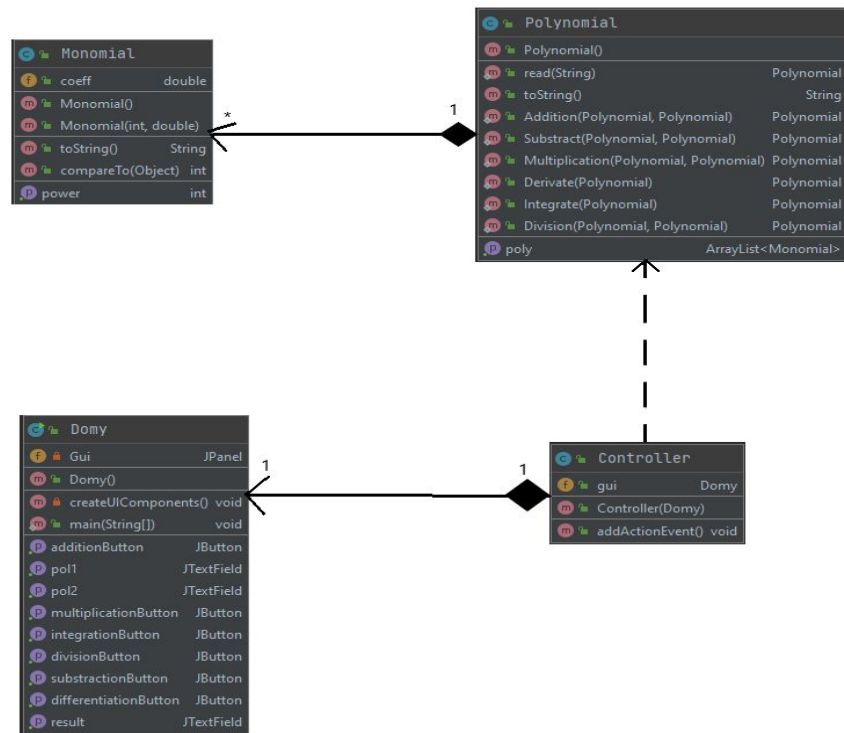 Monomial
coeff double
Monomial()
Monomial(int, double)
toString() String
compareTo(Object) int
power int
* 1
Polynomial
Polynomial()
read(String) Polynomial
toString() String
Addition(Polynomial, Polynomial) Polynomial
Substract(Polynomial, Polynomial) Polynomial
Multiplication(Polynomial, Polynomial) Polynomial
Derivate(Polynomial) Polynomial
Integrate(Polynomial) Polynomial
Division(Polynomial, Polynomial) Polynomial
poly ArrayList<Monomial>
Domy
Gui JPanel
Domy()
createUIComponents() void
main(String[]) void
additionButton JButton
pol1 JTextField
pol2 JTextField
multiplicationButton JButton
integrationButton JButton
divisionButton JButton
substractionButton JButton
differentiationButton JButton
result JTextField
1 1
Controller
gui Domy
Controller(Domy)
addActionEvent() void